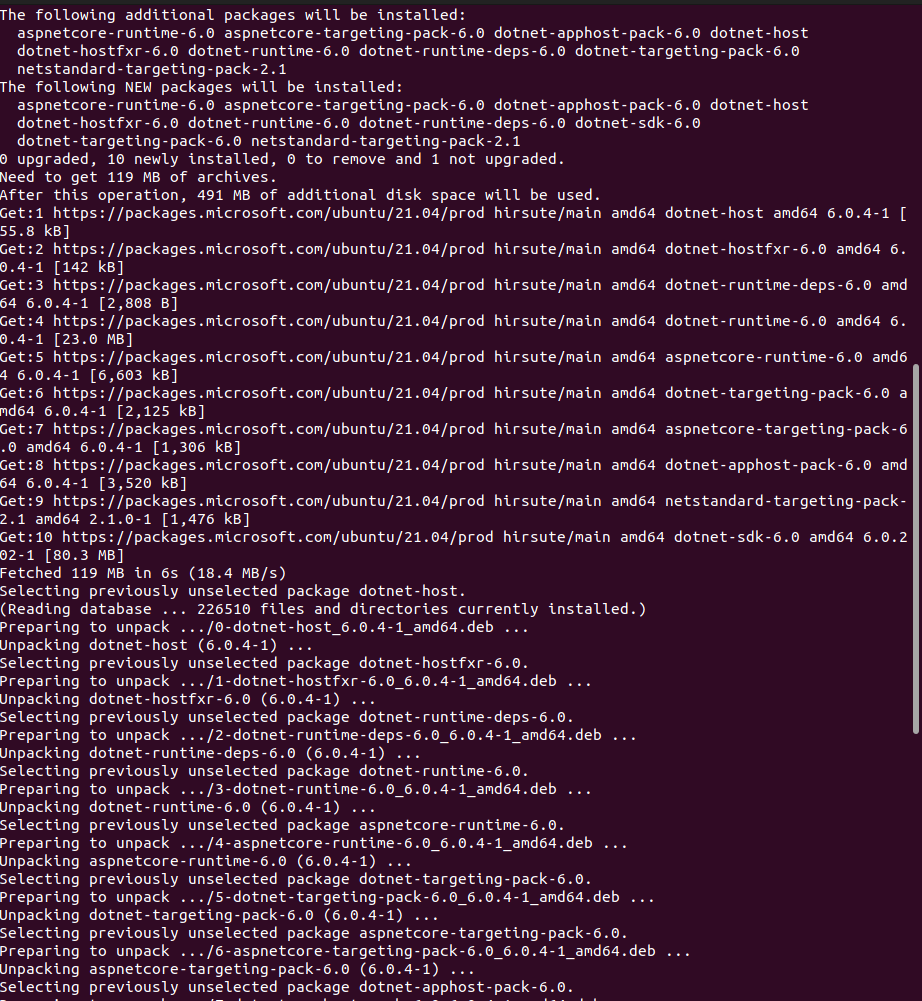 The following additional packages will be installed:
  aspnetcore-runtime-6.0 aspnetcore-targeting-pack-6.0 dotnet-apphost-pack-6.0 dotnet-host
  dotnet-hostfxr-6.0 dotnet-runtime-6.0 dotnet-runtime-deps-6.0 dotnet-targeting-pack-6.0
  netstandard-targeting-pack-2.1
The following NEW packages will be installed:
  aspnetcore-runtime-6.0 aspnetcore-targeting-pack-6.0 dotnet-apphost-pack-6.0 dotnet-host
  dotnet-hostfxr-6.0 dotnet-runtime-6.0 dotnet-runtime-deps-6.0 dotnet-sdk-6.0
  dotnet-targeting-pack-6.0 netstandard-targeting-pack-2.1
0 upgraded, 10 newly installed, 0 to remove and 1 not upgraded.
Need to get 119 MB of archives.
After this operation, 491 MB of additional disk space will be used.
Get:1 https://packages.microsoft.com/ubuntu/21.04/prod hirsute/main amd64 dotnet-host amd64 6.0.4-1 [
55.8 kB]
Get:2 https://packages.microsoft.com/ubuntu/21.04/prod hirsute/main amd64 dotnet-hostfxr-6.0 amd64 6.
0.4-1 [142 kB]
Get:3 https://packages.microsoft.com/ubuntu/21.04/prod hirsute/main amd64 dotnet-runtime-deps-6.0 amd
64 6.0.4-1 [2,808 B]
Get:4 https://packages.microsoft.com/ubuntu/21.04/prod hirsute/main amd64 dotnet-runtime-6.0 amd64 6.
0.4-1 [23.0 MB]
Get:5 https://packages.microsoft.com/ubuntu/21.04/prod hirsute/main amd64 aspnetcore-runtime-6.0 amd6
4 6.0.4-1 [6,603 kB]
Get:6 https://packages.microsoft.com/ubuntu/21.04/prod hirsute/main amd64 dotnet-targeting-pack-6.0 a
md64 6.0.4-1 [2,125 kB]
Get:7 https://packages.microsoft.com/ubuntu/21.04/prod hirsute/main amd64 aspnetcore-targeting-pack-6
.0 amd64 6.0.4-1 [1,306 kB]
Get:8 https://packages.microsoft.com/ubuntu/21.04/prod hirsute/main amd64 dotnet-apphost-pack-6.0 amd
64 6.0.4-1 [3,520 kB]
Get:9 https://packages.microsoft.com/ubuntu/21.04/prod hirsute/main amd64 netstandard-targeting-pack-
2.1 amd64 2.1.0-1 [1,476 kB]
Get:10 https://packages.microsoft.com/ubuntu/21.04/prod hirsute/main amd64 dotnet-sdk-6.0 amd64 6.0.2
02-1 [80.3 MB]
Fetched 119 MB in 6s (18.4 MB/s)
Selecting previously unselected package dotnet-host.
(Reading database ... 226510 files and directories currently installed.)
Preparing to unpack .../0-dotnet-host_6.0.4-1_amd64.deb ...
Unpacking dotnet-host (6.0.4-1) ...
Selecting previously unselected package dotnet-hostfxr-6.0.
Preparing to unpack .../1-dotnet-hostfxr-6.0_6.0.4-1_amd64.deb ...
Unpacking dotnet-hostfxr-6.0 (6.0.4-1) ...
Selecting previously unselected package dotnet-runtime-deps-6.0.
Preparing to unpack .../2-dotnet-runtime-deps-6.0_6.0.4-1_amd64.deb ...
Unpacking dotnet-runtime-deps-6.0 (6.0.4-1) ...
Selecting previously unselected package dotnet-runtime-6.0.
Preparing to unpack .../3-dotnet-runtime-6.0_6.0.4-1_amd64.deb ...
Unpacking dotnet-runtime-6.0 (6.0.4-1) ...
Selecting previously unselected package aspnetcore-runtime-6.0.
Preparing to unpack .../4-aspnetcore-runtime-6.0_6.0.4-1_amd64.deb ...
Unpacking aspnetcore-runtime-6.0 (6.0.4-1) ...
Selecting previously unselected package dotnet-targeting-pack-6.0.
Preparing to unpack .../5-dotnet-targeting-pack-6.0_6.0.4-1_amd64.deb ...
Unpacking dotnet-targeting-pack-6.0 (6.0.4-1) ...
Selecting previously unselected package aspnetcore-targeting-pack-6.0.
Preparing to unpack .../6-aspnetcore-targeting-pack-6.0_6.0.4-1_amd64.deb ...
Unpacking aspnetcore-targeting-pack-6.0 (6.0.4-1) ...
Selecting previously unselected package dotnet-apphost-pack-6.0.